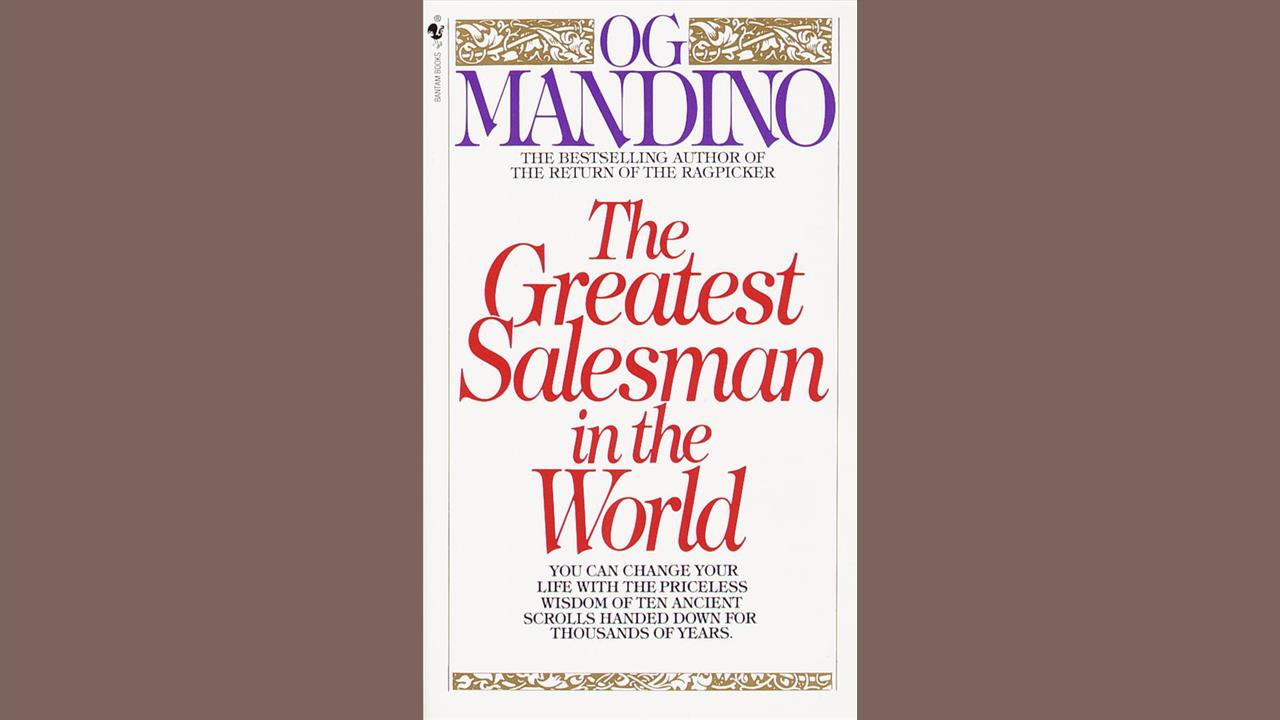 BANTAM BOOKS
®
OG
MANDINO
THE BESTSELLING AUTHOR OF
THE RETURN OF THE RAGPICKER
The
Greatest
Salesman
in the
World
YOU CAN CHANGE YOUR
LIFE WITH THE PRICELESS
WISDOM OF TEN ANCIENT
SCROLLS HANDED DOWN FOR
THOUSANDS OF YEARS.